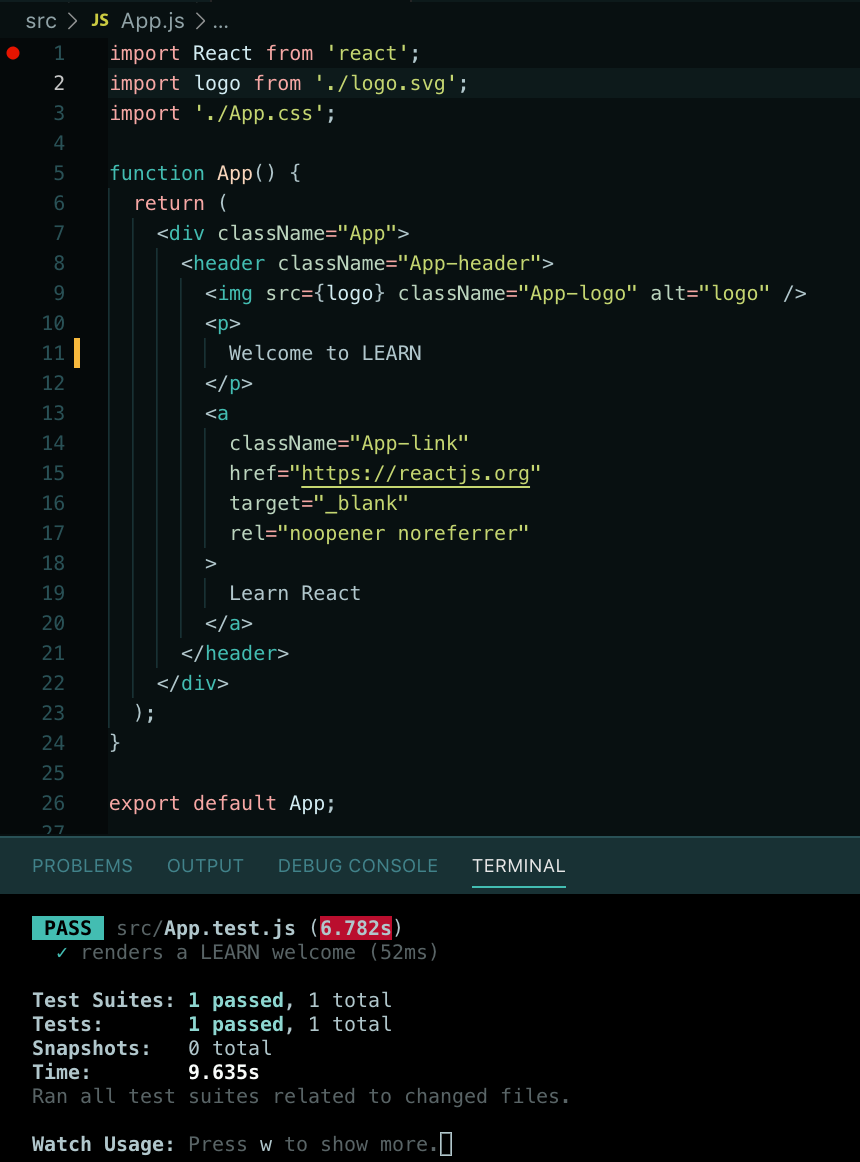 src > JS App.js > ...
1 import React from 'react';
2 import logo from './logo.svg';
3 import './App.css';
4
5 function App() {
6   return (
7     <div className="App">
8       <header className="App-header">
9         <img src={logo} className="App-logo" alt="logo" />
10         <p>
11           Welcome to LEARN
12         </p>
13         <a
14           className="App-link"
15           href="https://reactjs.org"
16           target="_blank"
17           rel="noopener noreferrer"
18         >
19           Learn React
20         </a>
21       </header>
22     </div>
23   );
24 }
25
26 export default App;
27
PROBLEMS OUTPUT DEBUG CONSOLE TERMINAL
PASS src/App.test.js (6.782s)
✓ renders a LEARN welcome (52ms)
Test Suites: 1 passed, 1 total
Tests: 1 passed, 1 total
Snapshots: 0 total
Time: 9.635s
Ran all test suites related to changed files.
Watch Usage: Press w to show more.